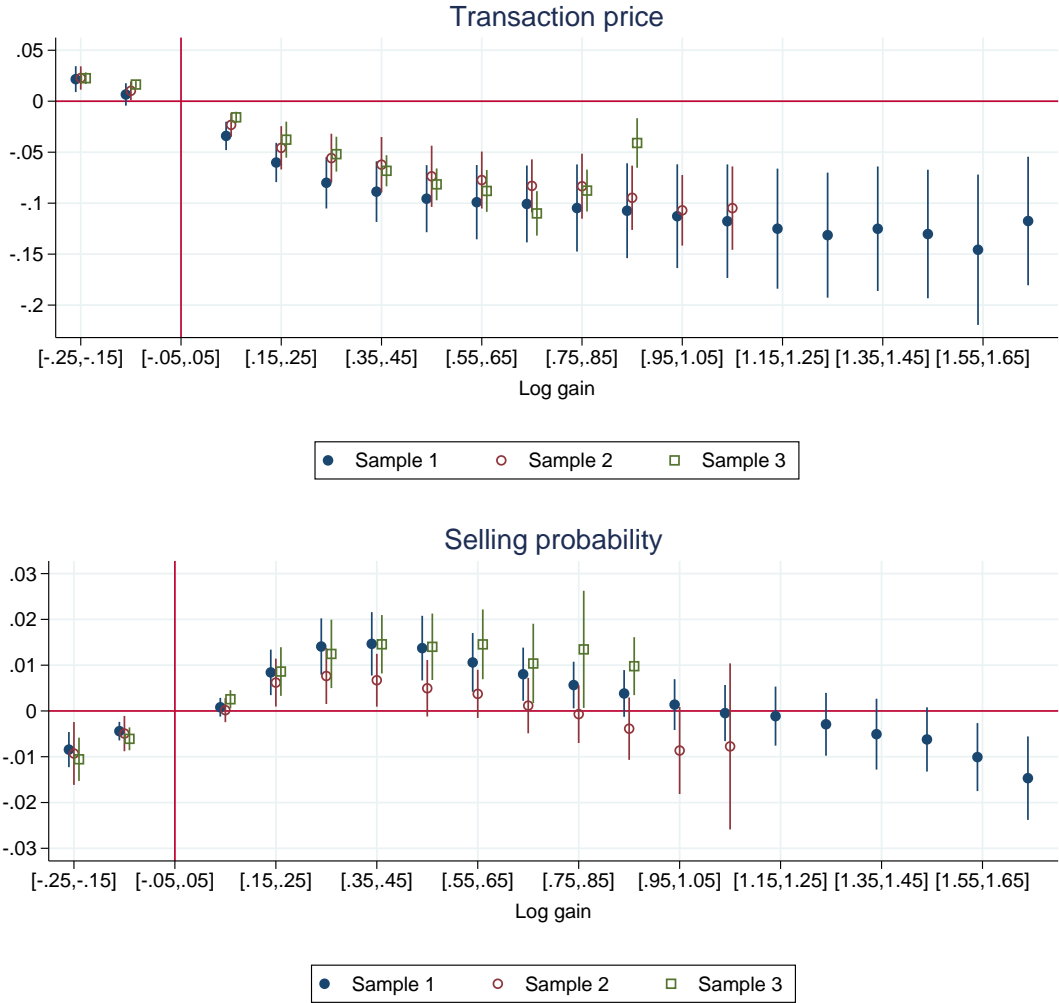 Transaction price
.05
0
-.05
-.1
-.15
-.2
[-.25,-.15] [-.05,.05] [.15,.25] [.35,.45] [.55,.65] [.75,.85] [.95,1.05] [1.15,1.25] [1.35,1.45] [1.55,1.65]
Log gain
Sample 1 Sample 2 Sample 3
Selling probability
.03
.02
.01
0
-.01
-.02
-.03
[-.25,-.15] [-.05,.05] [.15,.25] [.35,.45] [.55,.65] [.75,.85] [.95,1.05] [1.15,1.25] [1.35,1.45] [1.55,1.65]
Log gain
Sample 1 Sample 2 Sample 3